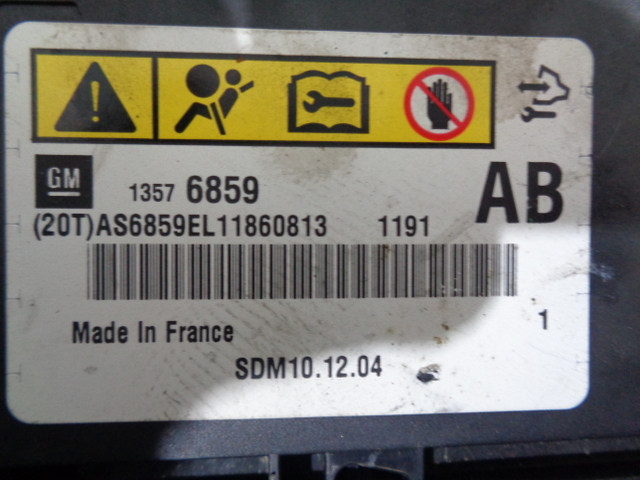 GM
1357 6859
AB
(20T)AS6859EL11860813 1191
1
Made In France
SDM10.12.04